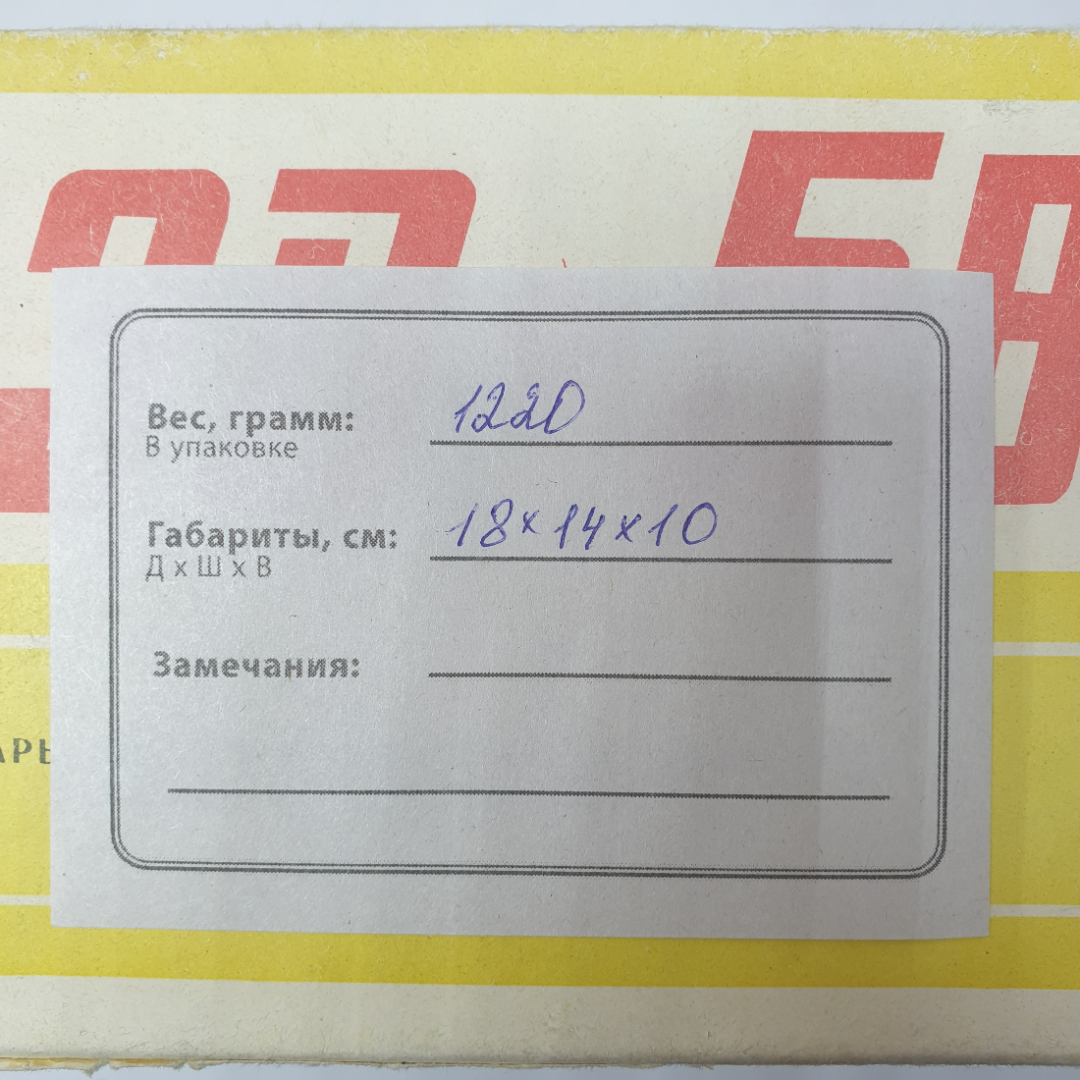 Вес, грамм: 1220
В упаковке
Габариты, см: 18×14×10
Д х Ш х В
Замечания: